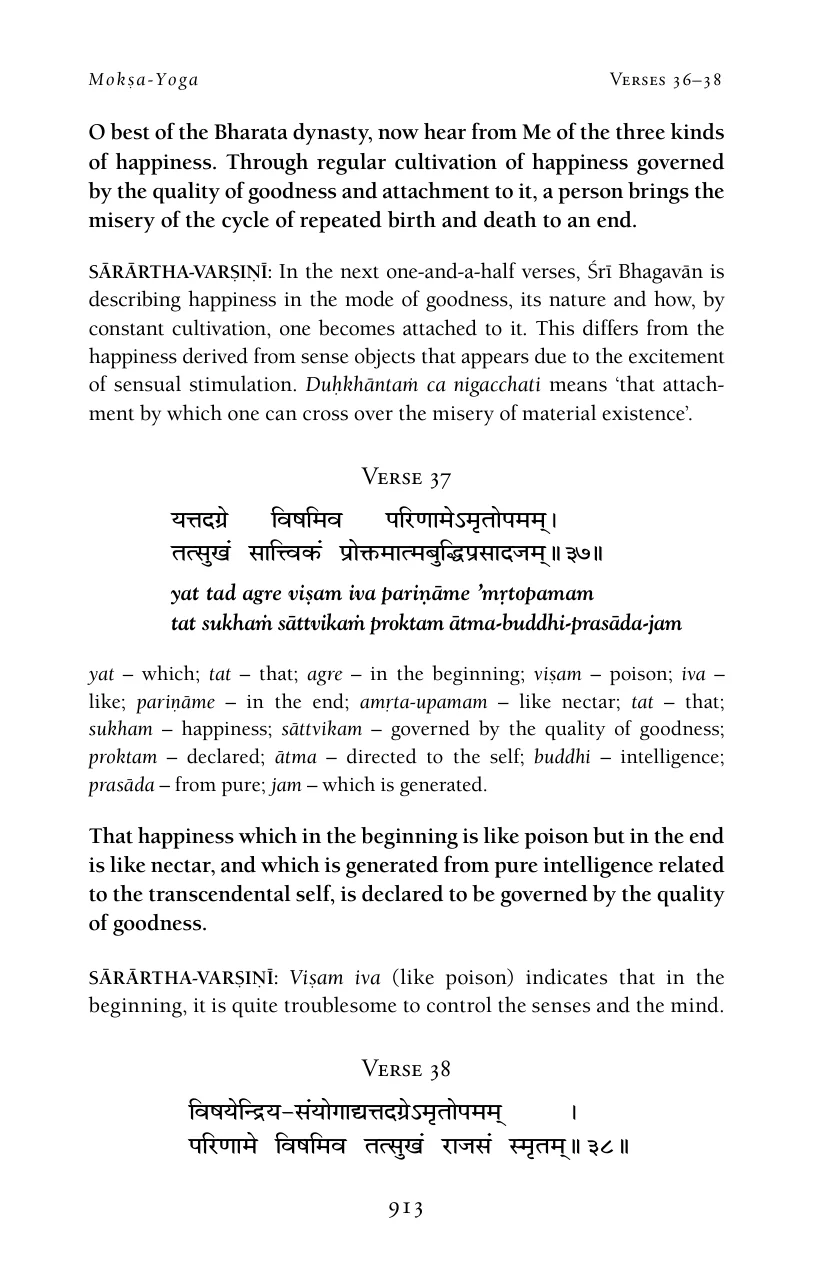 Mokṣa-Yoga Verses 36–38
O best of the Bharata dynasty, now hear from Me of the three kinds
of happiness. Through regular cultivation of happiness governed
by the quality of goodness and attachment to it, a person brings the
misery of the cycle of repeated birth and death to an end.
SĀRĀRTHA-VARṢIṆĪ: In the next one-and-a-half verses, Śrī Bhagavān is
describing happiness in the mode of goodness, its nature and how, by
constant cultivation, one becomes attached to it. This differs from the
happiness derived from sense objects that appears due to the excitement
of sensual stimulation. Duḥkhāntaṁ ca nigacchati means ‘that attach-
ment by which one can cross over the misery of material existence’.
Verse 37
यत्तदग्रे विषमिव परिणामेऽमृतोपमम्।
तत्सुखं सात्त्विकं प्रोक्तमात्मबुद्धिप्रसादजम्॥३७॥
yat tad agre viṣam iva pariṇāme ’mṛtopamam
tat sukhaṁ sāttvikaṁ proktam ātma-buddhi-prasāda-jam
yat – which; tat – that; agre – in the beginning; viṣam – poison; iva –
like; pariṇāme – in the end; amṛta-upamam – like nectar; tat – that;
sukham – happiness; sāttvikam – governed by the quality of goodness;
proktam – declared; ātma – directed to the self; buddhi – intelligence;
prasāda – from pure; jam – which is generated.
That happiness which in the beginning is like poison but in the end
is like nectar, and which is generated from pure intelligence related
to the transcendental self, is declared to be governed by the quality
of goodness.
SĀRĀRTHA-VARṢIṆĪ: Viṣam iva (like poison) indicates that in the
beginning, it is quite troublesome to control the senses and the mind.
Verse 38
विषयेन्द्रिय–संयोगाद्यत्तदग्रेऽमृतोपमम् ।
परिणामे विषमिव तत्सुखं राजसं स्मृतम्॥३८॥
913